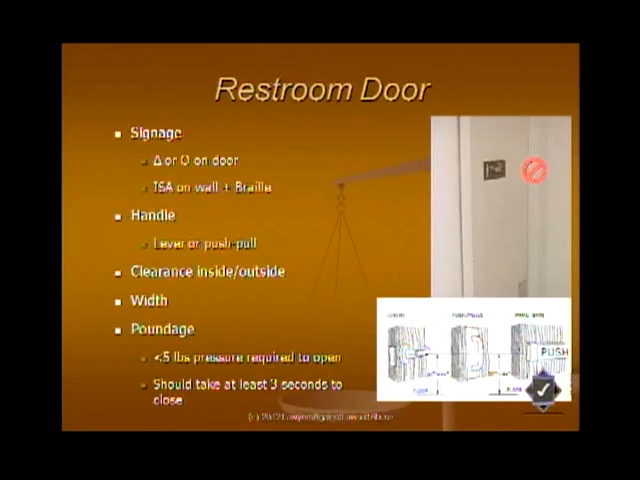 Restroom Door
Signage
Δ or O on door
ISA on wall + Braille
Handle
Lever or push-pull
Clearance inside/outside
Width
Poundage
<5 lbs pressure required to open
Should take at least 3 seconds to
close
PUSH